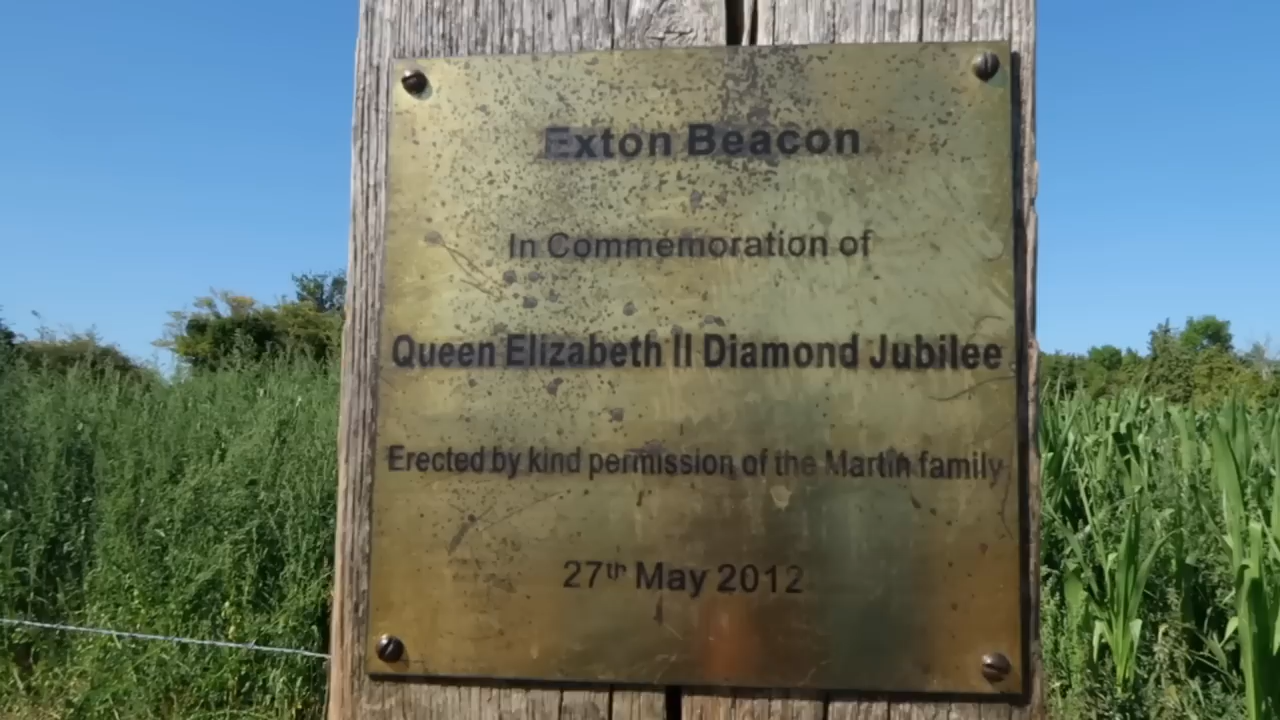 Exton Beacon
In Commemoration of
Queen Elizabeth II Diamond Jubilee
Erected by kind permission of the Martin family
27th May 2012